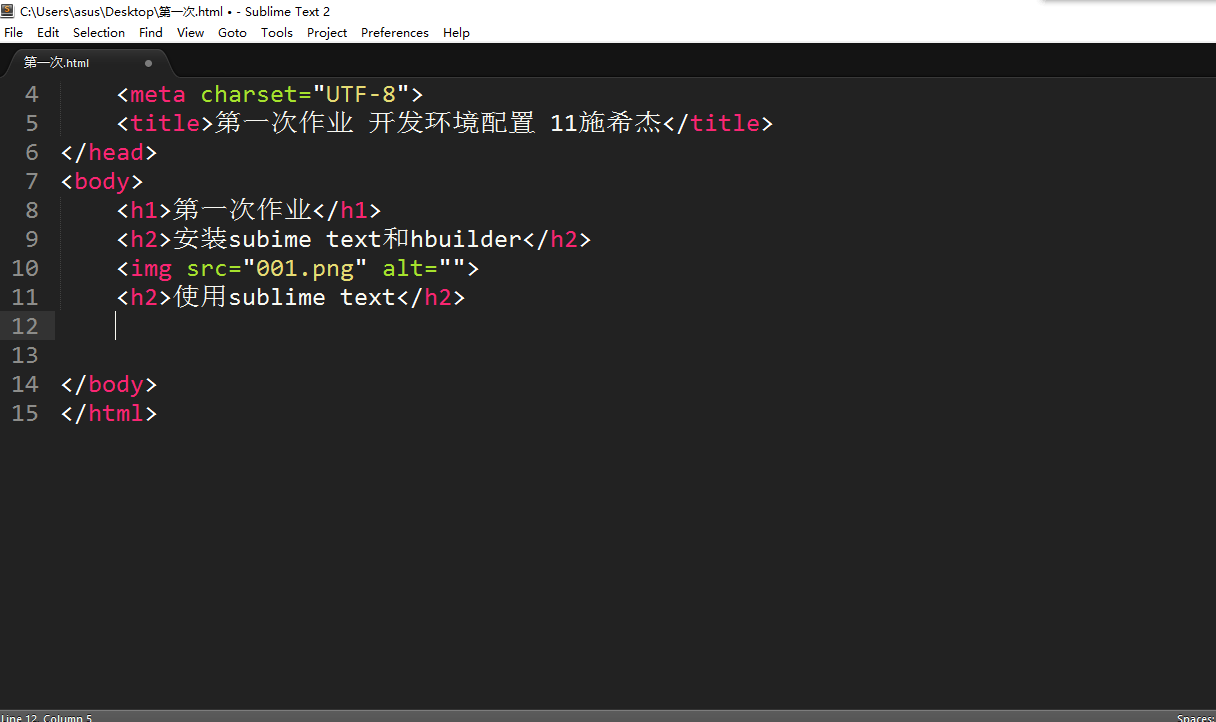 C:\Users\asus\Desktop\第一次.html • - Sublime Text 2
File Edit Selection Find View Goto Tools Project Preferences Help
第一次.html
4 <meta charset="UTF-8">
5 <title>第一次作业 开发环境配置 11施希杰</title>
6 </head>
7 <body>
8 <h1>第一次作业</h1>
9 <h2>安装subime text和hbuilder</h2>
10 <img src="001.png" alt="">
11 <h2>使用sublime text</h2>
12
13
14 </body>
15 </html>
Line 12, Column 5 Spaces: